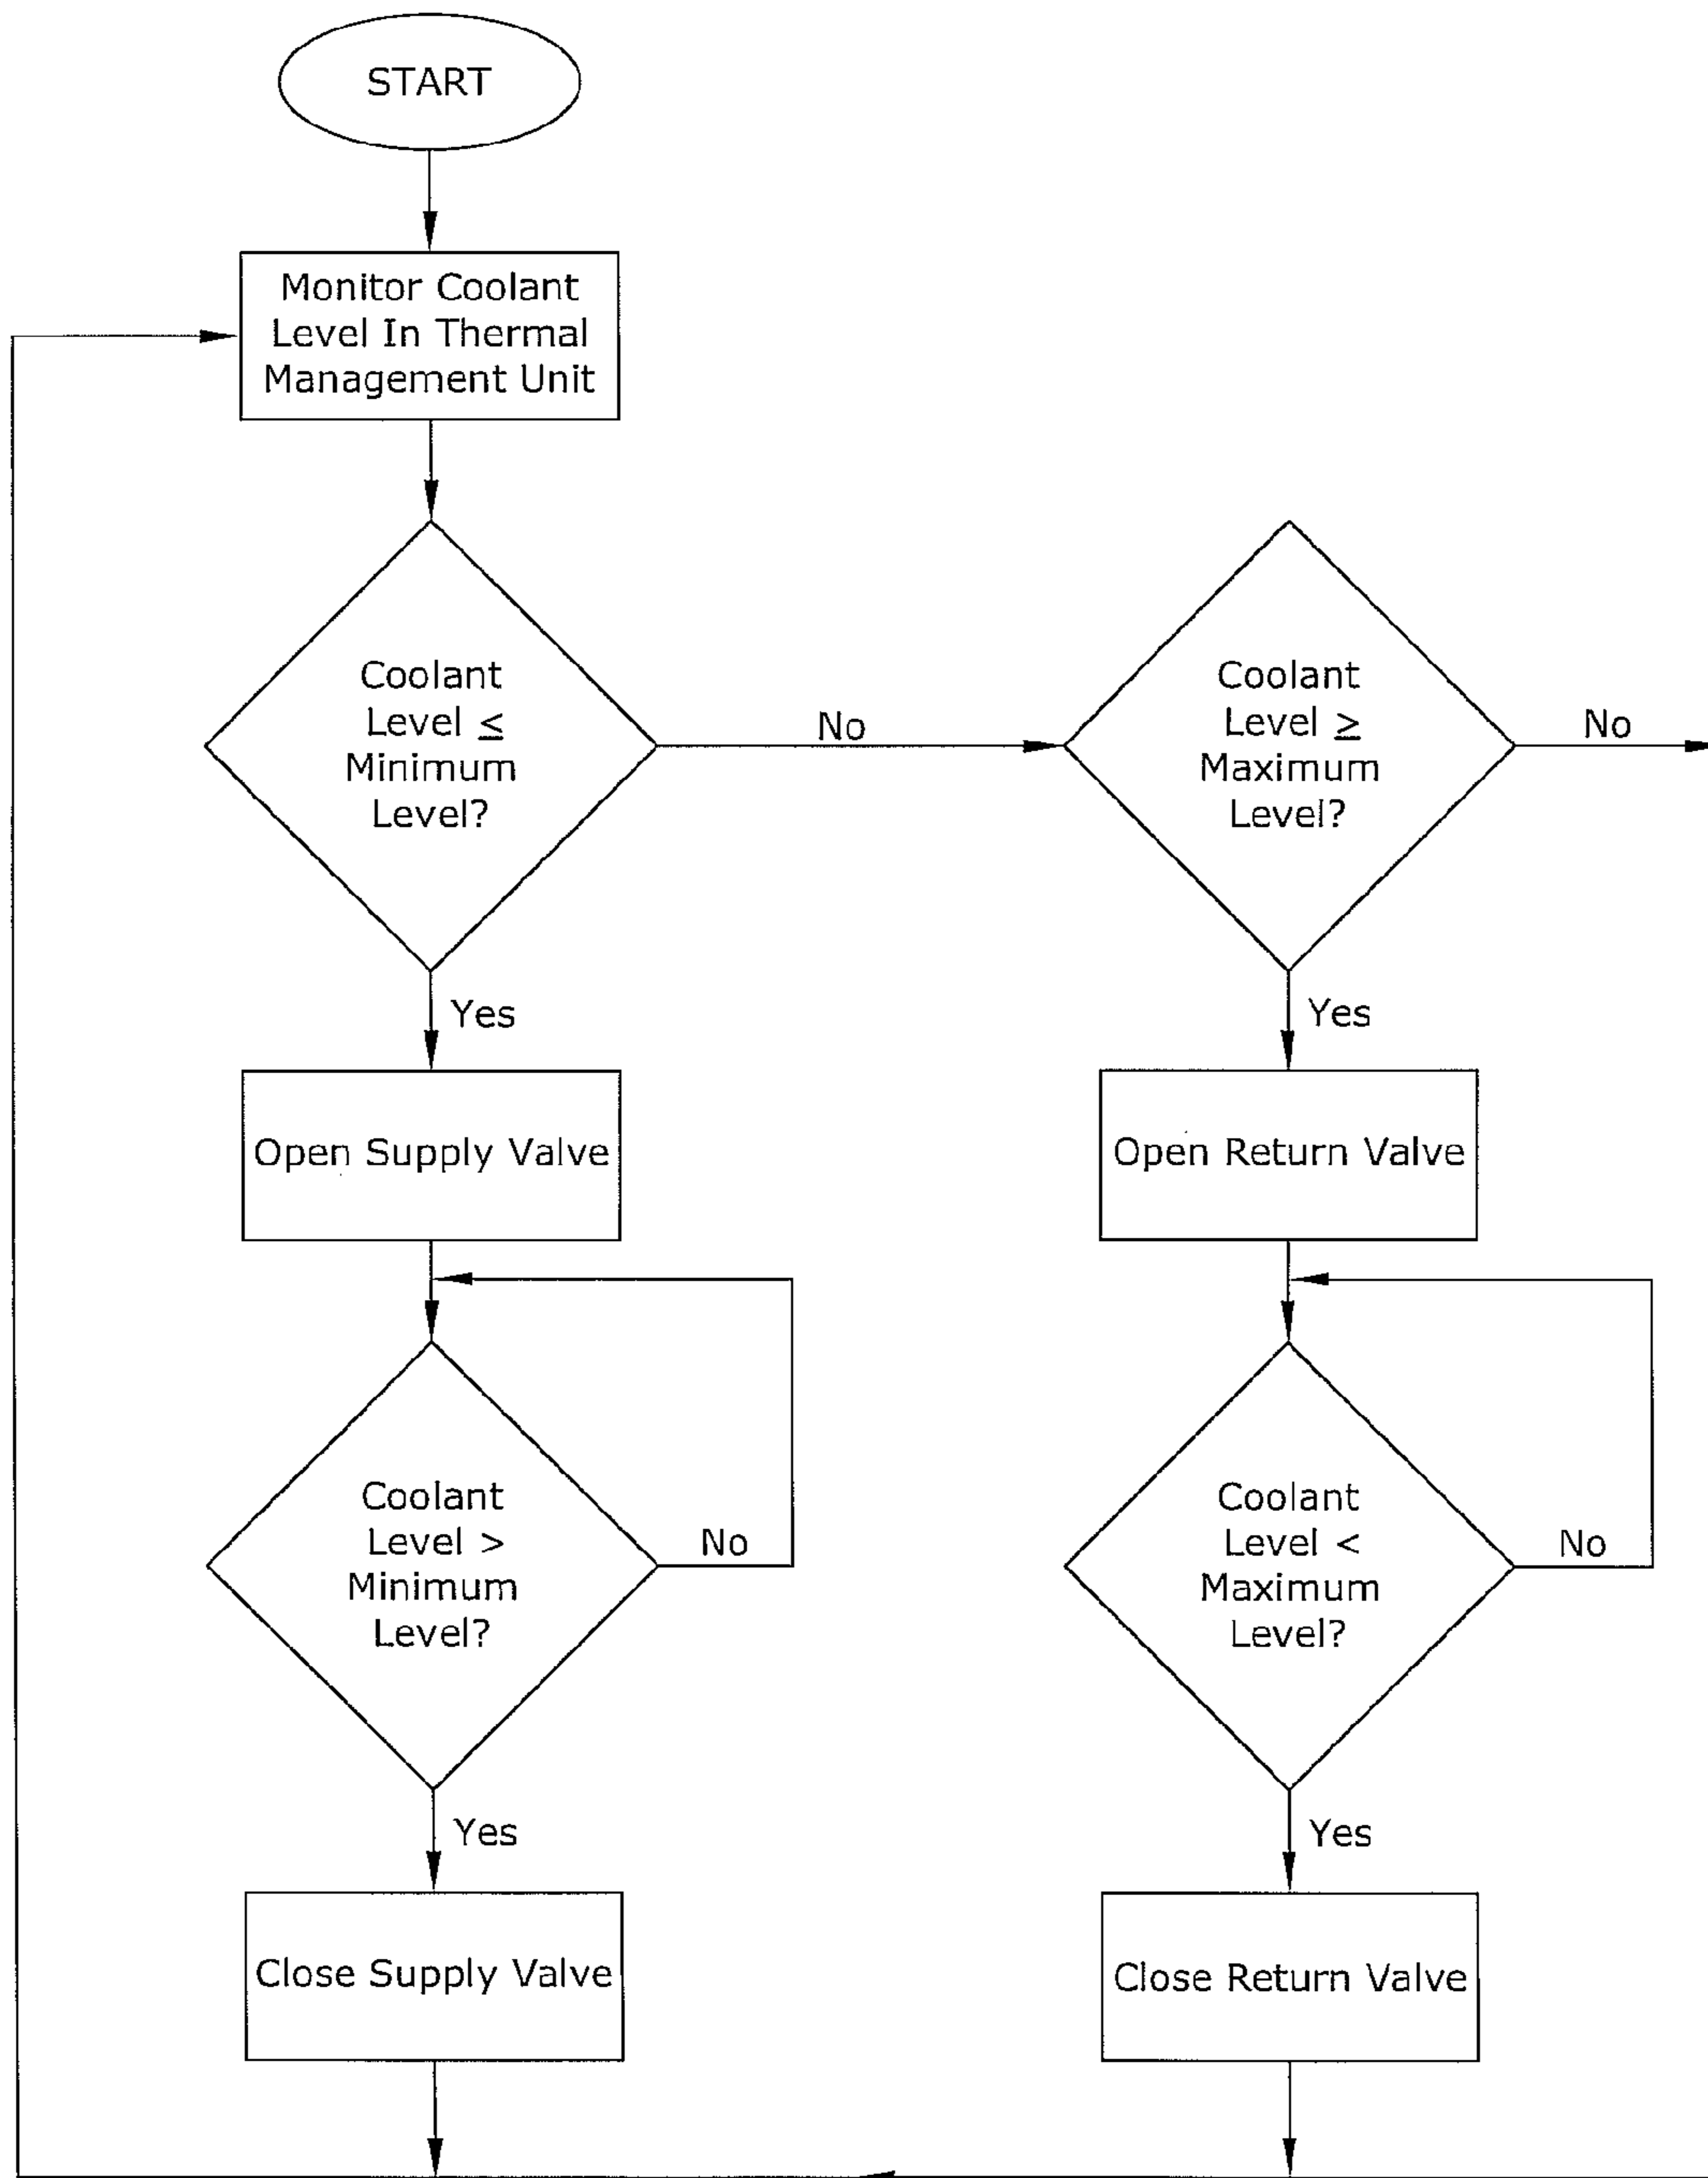 START
Monitor Coolant
Level In Thermal
Management Unit
Coolant
Level ≤
Minimum
Level?
No
Coolant
Level ≥
Maximum
Level?
No
Yes
Yes
Open Supply Valve
Open Return Valve
Coolant
Level >
Minimum
Level?
No
Coolant
Level <
Maximum
Level?
No
Yes
Yes
Close Supply Valve
Close Return Valve